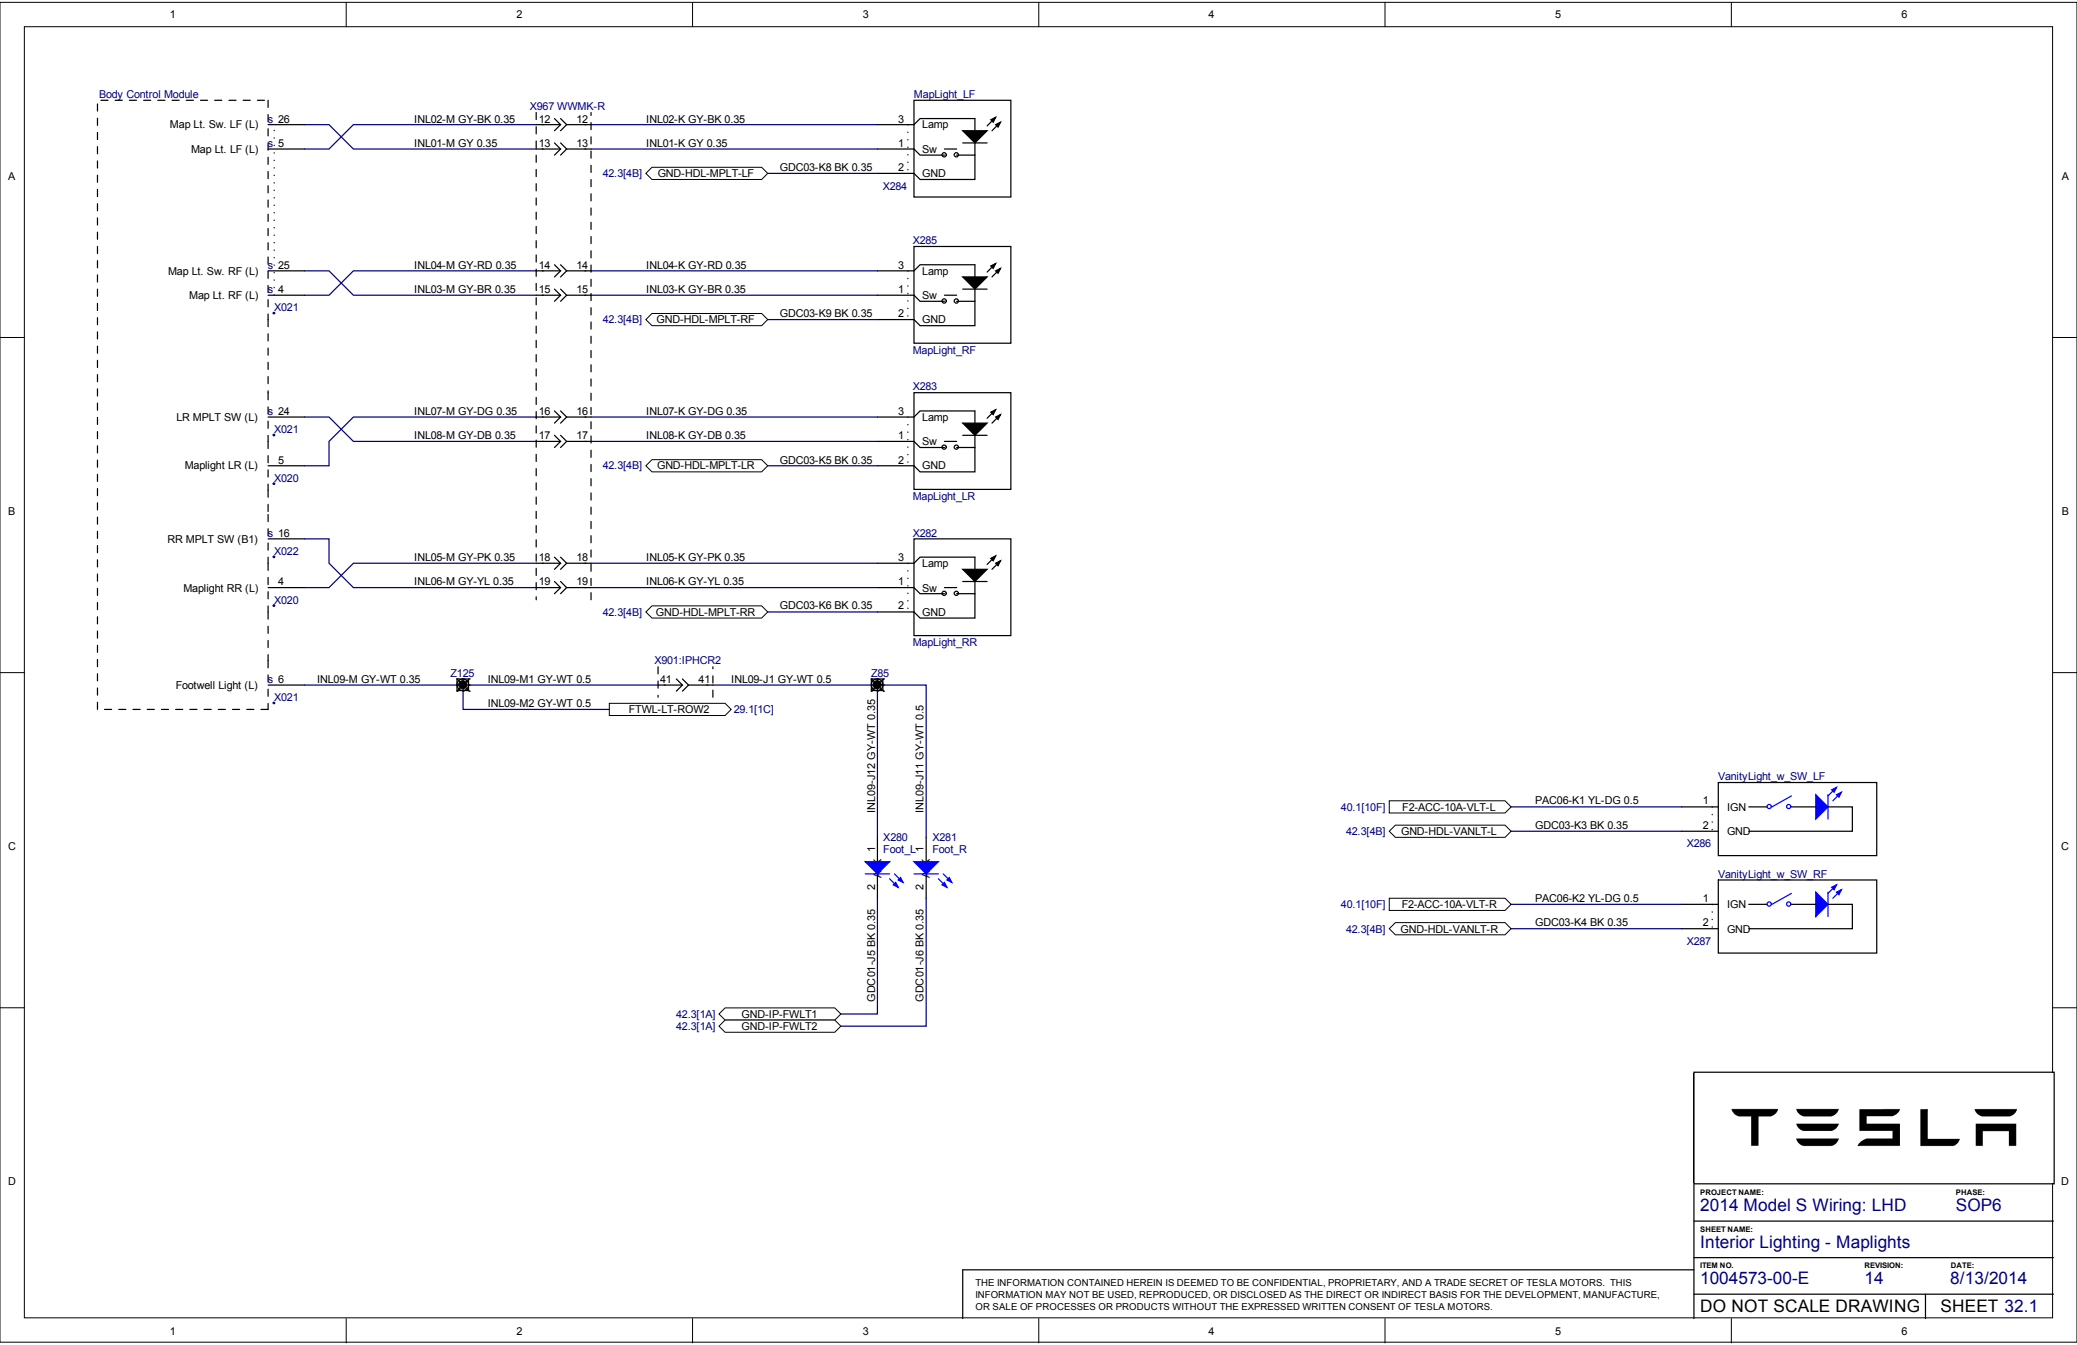 1 2 3 4 5 6
Body Control Module
Map Lt. Sw. LF (L) s 26
Map Lt. LF (L) s 5
Map Lt. Sw. RF (L) s 25
Map Lt. RF (L) s 4
X021
LR MPLT SW (L) s 24
X021
Maplight LR (L) 5
X020
RR MPLT SW (B1) s 16
X022
Maplight RR (L) 4
X020
Footwell Light (L) s 6
X021
X967 WWMK-R
INL02-M GY-BK 0.35 12 12 INL02-K GY-BK 0.35
INL01-M GY 0.35 13 13 INL01-K GY 0.35
42.3[4B] GND-HDL-MPLT-LF GDC03-K8 BK 0.35
MapLight_LF
3 Lamp
1 Sw
2 GND
X284
INL04-M GY-RD 0.35 14 14 INL04-K GY-RD 0.35
INL03-M GY-BR 0.35 15 15 INL03-K GY-BR 0.35
42.3[4B] GND-HDL-MPLT-RF GDC03-K9 BK 0.35
X285
3 Lamp
1 Sw
2 GND
MapLight_RF
INL07-M GY-DG 0.35 16 16 INL07-K GY-DG 0.35
INL08-M GY-DB 0.35 17 17 INL08-K GY-DB 0.35
42.3[4B] GND-HDL-MPLT-LR GDC03-K5 BK 0.35
X283
3 Lamp
1 Sw
2 GND
MapLight_LR
INL05-M GY-PK 0.35 18 18 INL05-K GY-PK 0.35
INL06-M GY-YL 0.35 19 19 INL06-K GY-YL 0.35
42.3[4B] GND-HDL-MPLT-RR GDC03-K6 BK 0.35
X282
3 Lamp
1 Sw
2 GND
MapLight_RR
X901:IPHCR2
INL09-M GY-WT 0.35 Z125 INL09-M1 GY-WT 0.5 41 41 INL09-J1 GY-WT 0.5 Z85
INL09-M2 GY-WT 0.5 FTWL-LT-ROW2 29.1[1C]
INL09-J12 GY-WT 0.35
INL09-J11 GY-WT 0.5
X280 X281
Foot_L Foot_R
1 1
2 2
GDC01-J5 BK 0.35
GDC01-J6 BK 0.35
42.3[1A] GND-IP-FWLT1
42.3[1A] GND-IP-FWLT2
VanityLight_w_SW_LF
40.1[10F] F2-ACC-10A-VLT-L PAC06-K1 YL-DG 0.5 1 IGN
42.3[4B] GND-HDL-VANLT-L GDC03-K3 BK 0.35 2 GND
X286
VanityLight_w_SW_RF
40.1[10F] F2-ACC-10A-VLT-R PAC06-K2 YL-DG 0.5 1 IGN
42.3[4B] GND-HDL-VANLT-R GDC03-K4 BK 0.35 2 GND
X287
A A
B B
C C
D D
TESLA
PROJECT NAME: PHASE:
2014 Model S Wiring: LHD SOP6
SHEET NAME:
Interior Lighting - Maplights
ITEM NO. REVISION: DATE:
1004573-00-E 14 8/13/2014
DO NOT SCALE DRAWING SHEET 32.1
THE INFORMATION CONTAINED HEREIN IS DEEMED TO BE CONFIDENTIAL, PROPRIETARY, AND A TRADE SECRET OF TESLA MOTORS. THIS
INFORMATION MAY NOT BE USED, REPRODUCED, OR DISCLOSED AS THE DIRECT OR INDIRECT BASIS FOR THE DEVELOPMENT, MANUFACTURE,
OR SALE OF PROCESSES OR PRODUCTS WITHOUT THE EXPRESSED WRITTEN CONSENT OF TESLA MOTORS.
1 2 3 4 5 6